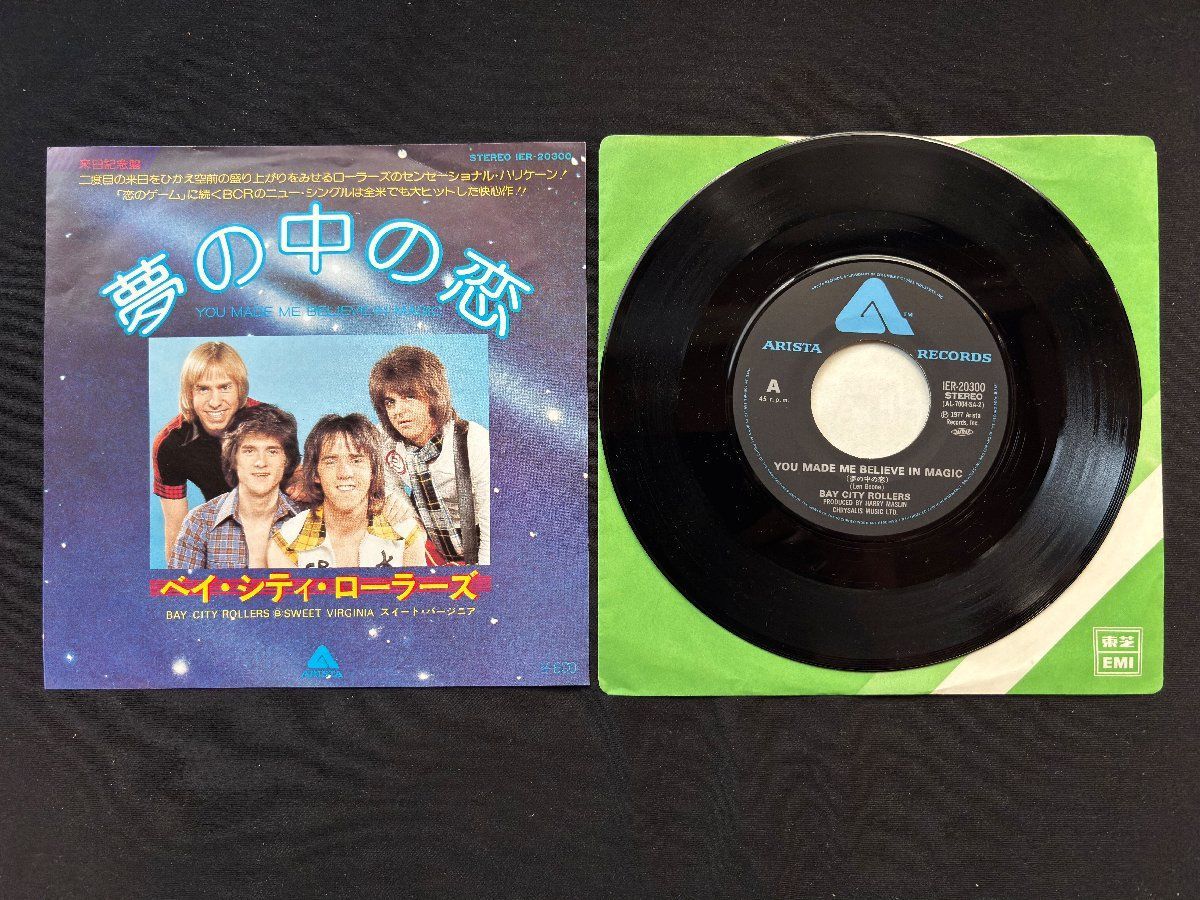 来日記念盤
STEREO IER-20300
二度目の来日をひかえ空前の盛り上がりをみせるローラーズのセンセーショナル・ハリケーン!
「恋のゲーム」に続くBCRのニュー・シングルは全米でも大ヒットした快心作!!
夢の中の恋
YOU MADE ME BELIEVE IN MAGIC
ベイ・シティ・ローラーズ
BAY CITY ROLLERS SWEET VIRGINIA スイート・バージニア
ARISTA
TM
ARISTA RECORDS
A
45 r.p.m.
IER-20300
STEREO
(AL-7004-SA-2)
Ⓟ 1977 Arista
Records, Inc.
YOU MADE ME BELIEVE IN MAGIC
(夢の中の恋)
(Len Boone)
BAY CITY ROLLERS
PRODUCED BY HARRY MASLIN
CHRYSALIS MUSIC LTD.
東芝
EMI